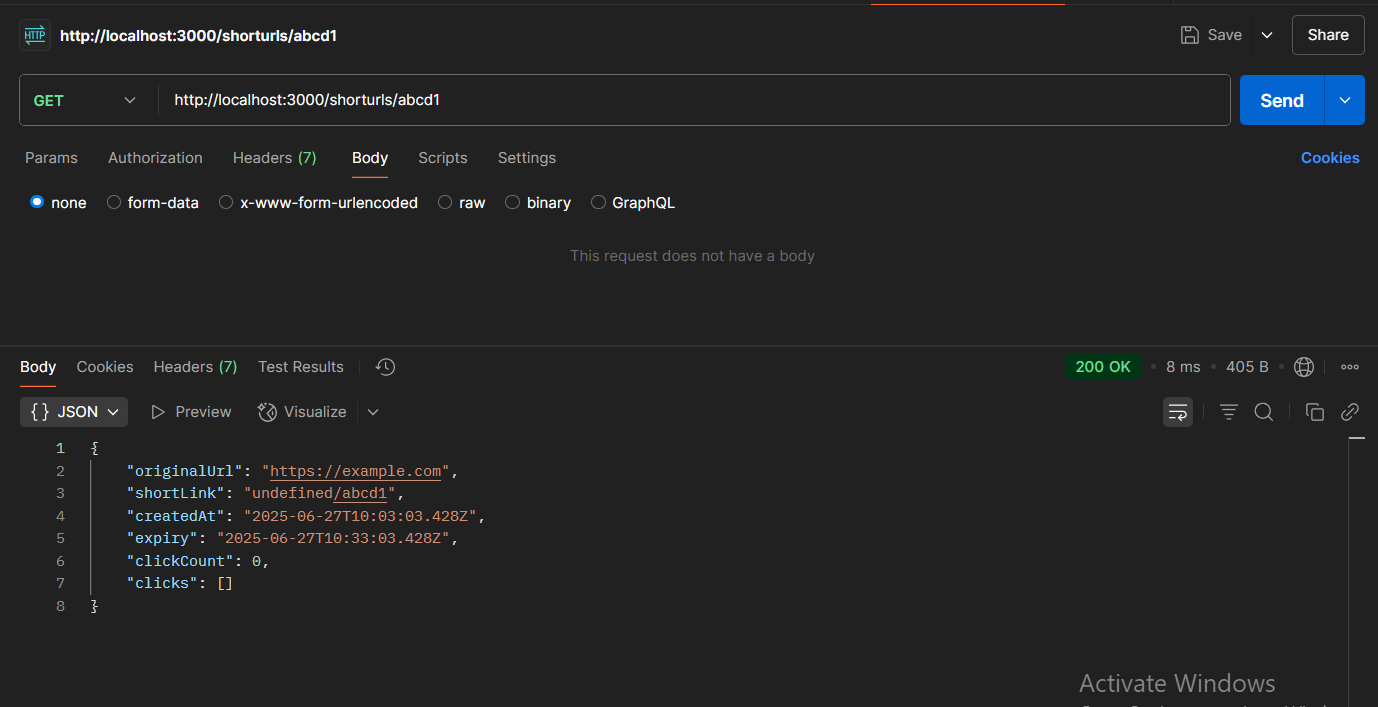 HTTP http://localhost:3000/shorturls/abcd1 Save Share
GET http://localhost:3000/shorturls/abcd1 Send
Params Authorization Headers (7) Body Scripts Settings Cookies
none form-data x-www-form-urlencoded raw binary GraphQL
This request does not have a body
Body Cookies Headers (7) Test Results 200 OK • 8 ms • 405 B •
{} JSON Preview Visualize
1 {
2 "originalUrl": "https://example.com",
3 "shortLink": "undefined/abcd1",
4 "createdAt": "2025-06-27T10:03:03.428Z",
5 "expiry": "2025-06-27T10:33:03.428Z",
6 "clickCount": 0,
7 "clicks": []
8 }
Activate Windows